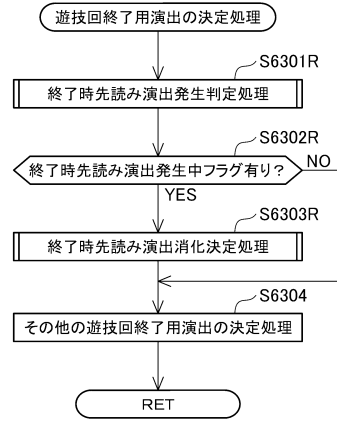 遊技回終了用演出の決定処理
S6301R
終了時先読み演出発生判定処理
S6302R
終了時先読み演出発生中フラグ有り?
NO
YES
S6303R
終了時先読み演出消化決定処理
S6304
その他の遊技回終了用演出の決定処理
RET